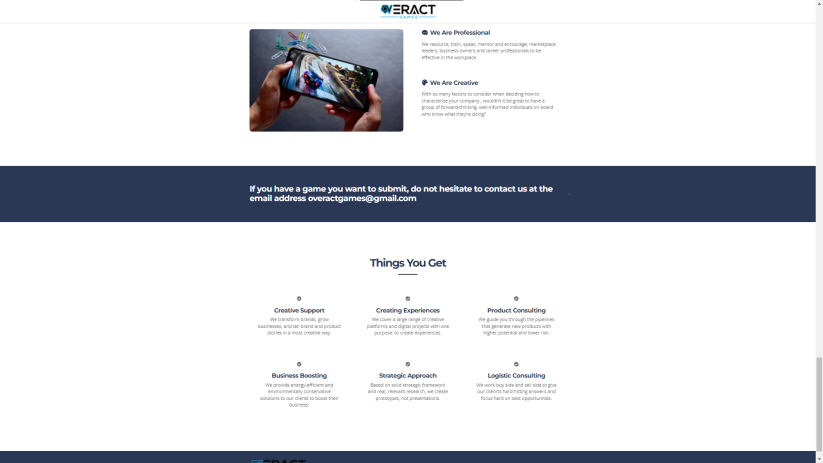 OVERACT
GAMES
We Are Professional
We resource, train, speak, mentor and encourage; marketplace
leaders, business owners and career professionals to be
effective in the workplace.
We Are Creative
With so many factors to consider when deciding how to
characterize your company , wouldn't it be great to have a
group of forward-thinking, well-informed individuals on board
who know what they're doing?
If you have a game you want to submit, do not hesitate to contact us at the
email address overactgames@gmail.com
Things You Get
Creative Support
We transform brands, grow
businesses, and tell brand and product
stories in a most creative way.
Creating Experiences
We cover a large range of creative
platforms and digital projects with one
purpose: to create experiences.
Product Consulting
We guide you through the pipelines
that generate new products with
higher potential and lower risk.
Business Boosting
We provide energy-efficient and
environmentally conservative
solutions to our clients to boost their
business.
Strategic Approach
Based on solid strategic framework
and real, relevant research, we create
prototypes, not presentations.
Logistic Consulting
We work buy side and sell side to give
our clients hard hitting answers and
focus hard on best opportunities.
OVERACT